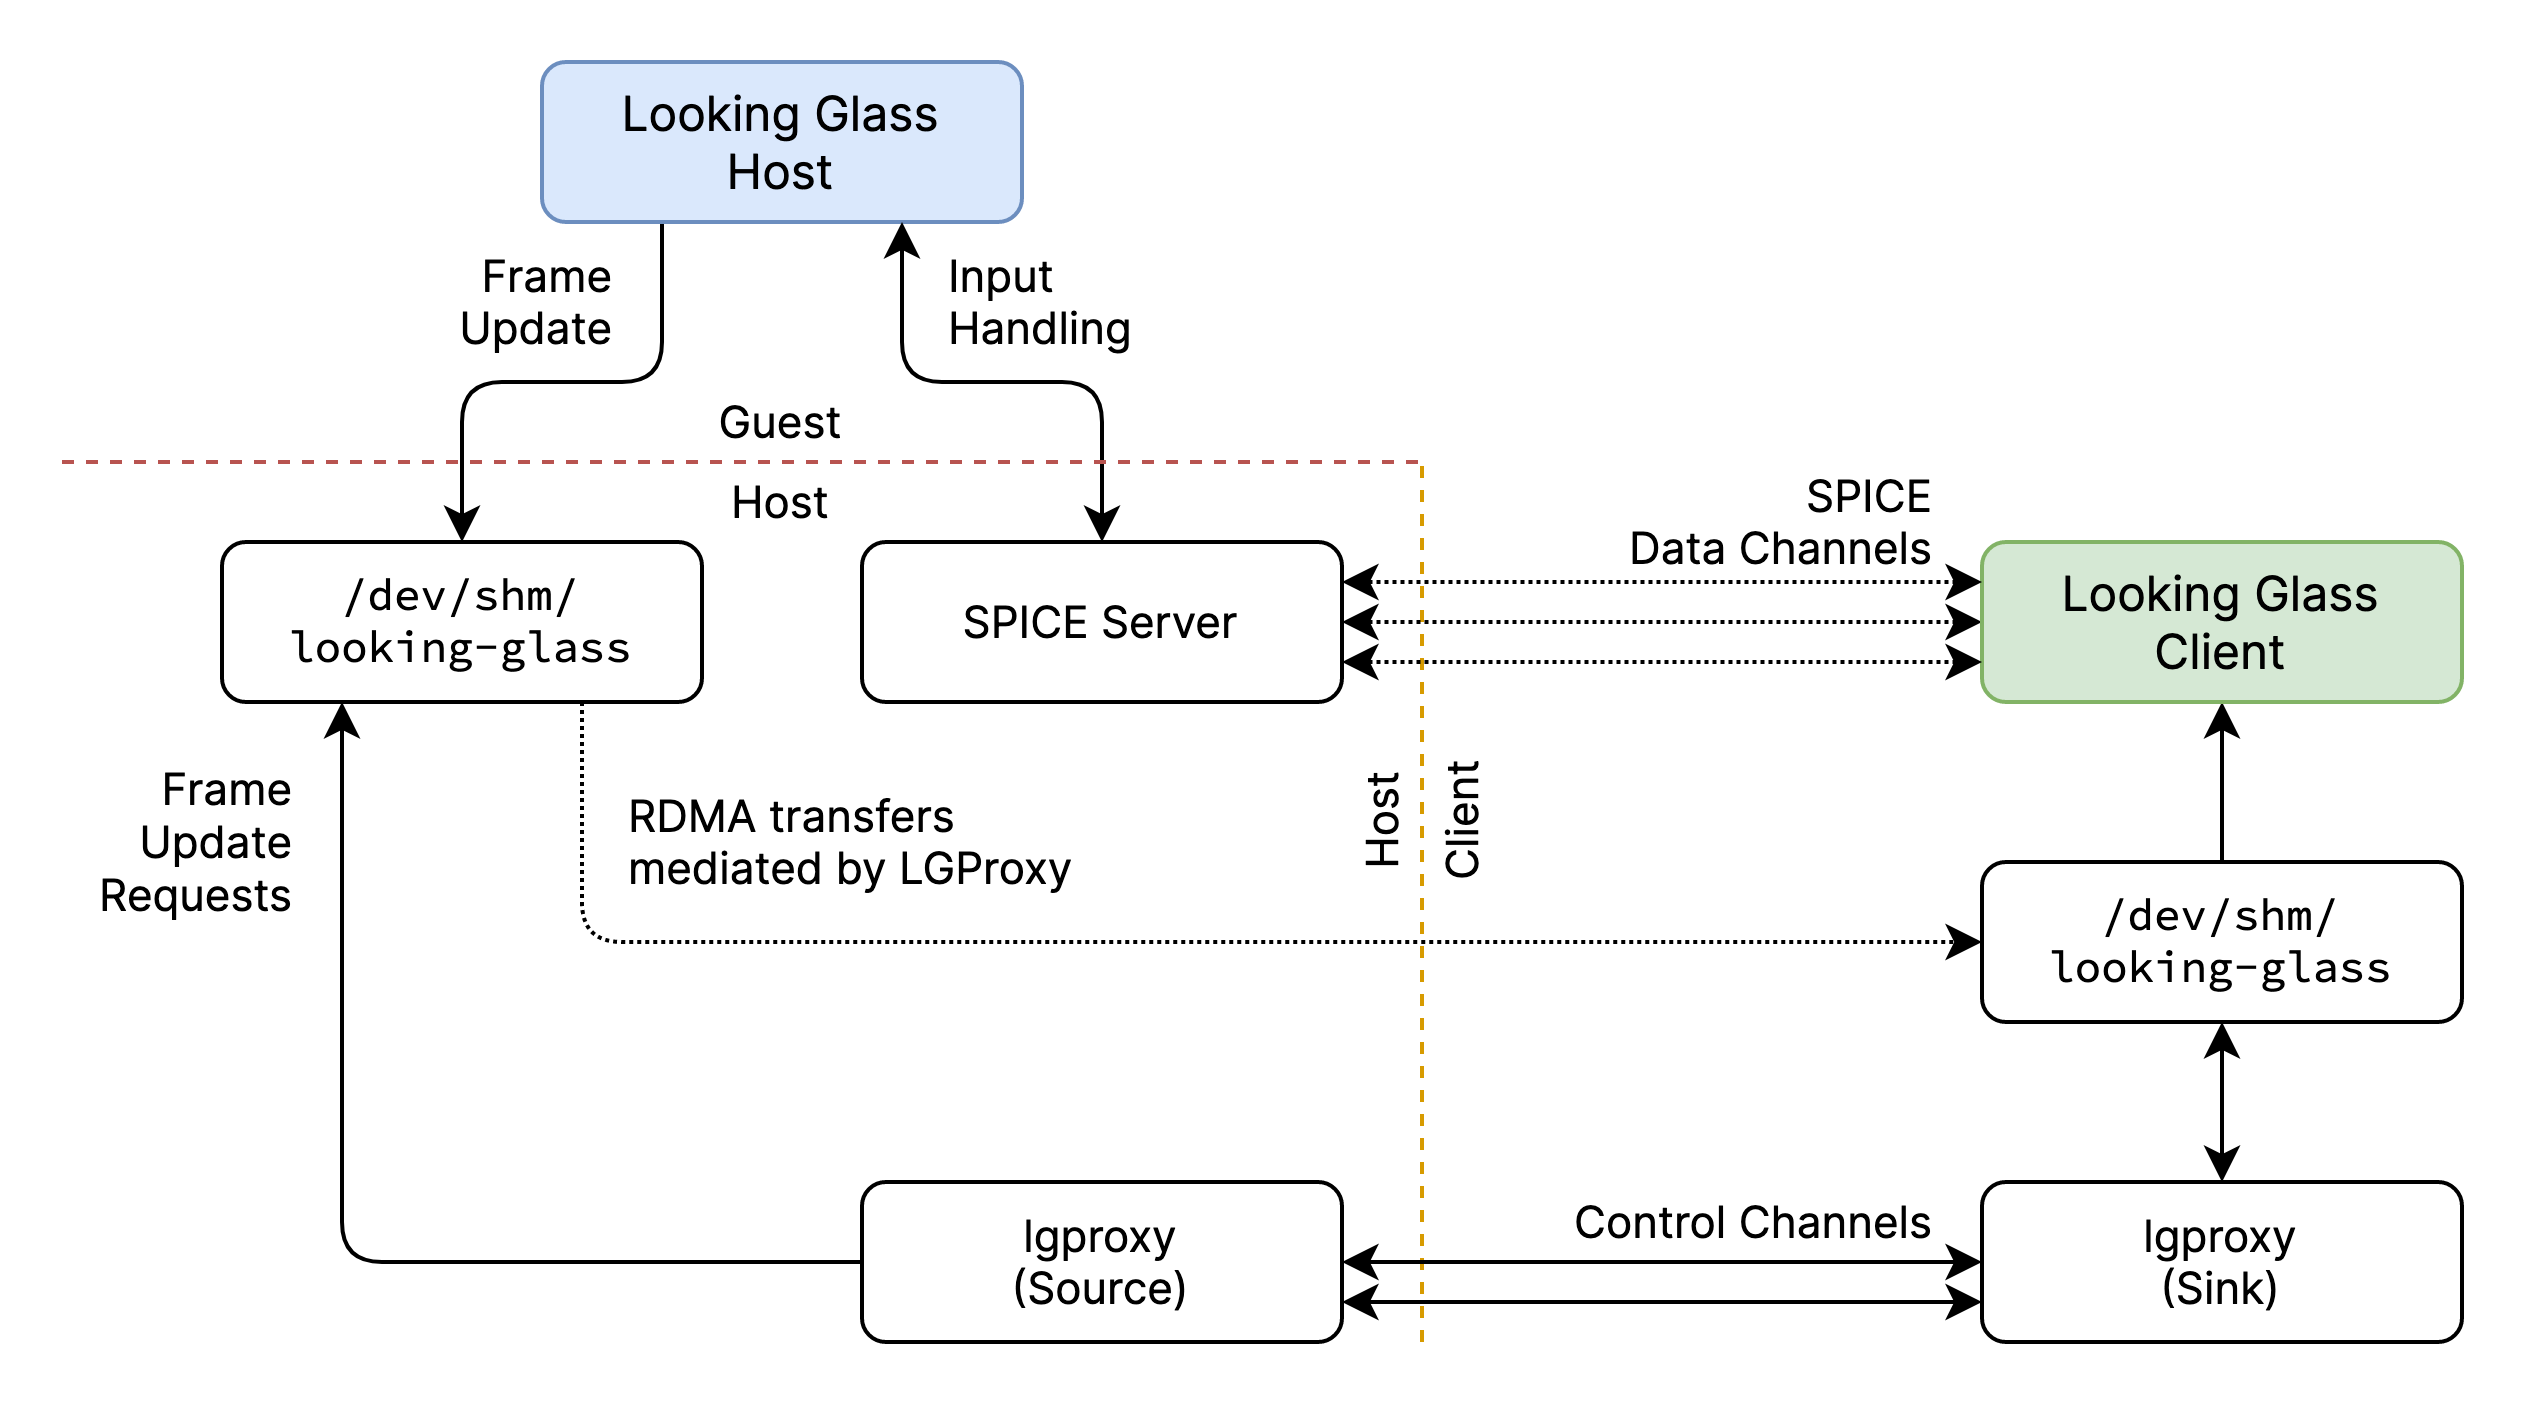 Looking Glass
Host
Frame
Update
Input
Handling
Guest
Host
/dev/shm/
looking-glass
SPICE Server
SPICE
Data Channels
Looking Glass
Client
Frame
Update
Requests
RDMA transfers
mediated by LGProxy
Host
Client
/dev/shm/
looking-glass
lgproxy
(Source)
Control Channels
lgproxy
(Sink)